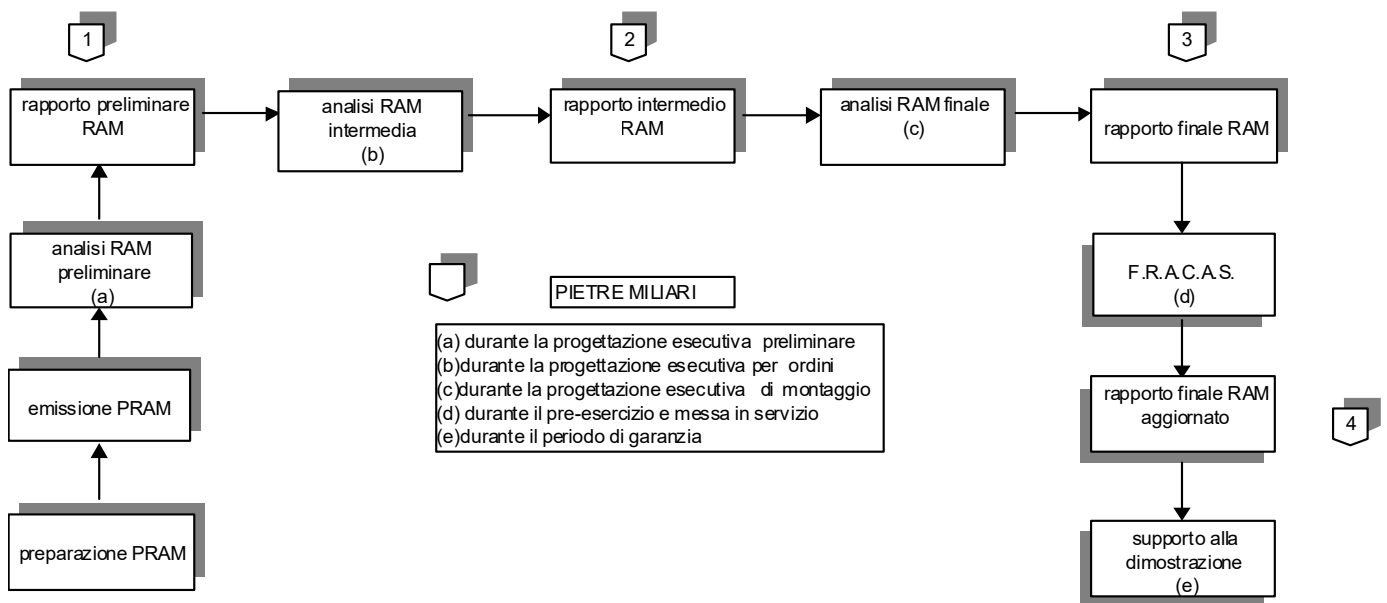 1
2
3
rapporto preliminare
RAM
analisi RAM
intermedia
(b)
rapporto intermedio
RAM
analisi RAM finale
(c)
rapporto finale RAM
analisi RAM
preliminare
(a)
F.R.A.C.A.S.
(d)
PIETRE MILIARI
(a) durante la progettazione esecutiva preliminare
(b)durante la progettazione esecutiva per ordini
(c)durante la progettazione esecutiva di montaggio
(d) durante il pre-esercizio e messa in servizio
(e)durante il periodo di garanzia
emissione PRAM
rapporto finale RAM
aggiornato
4
preparazione PRAM
supporto alla
dimostrazione
(e)